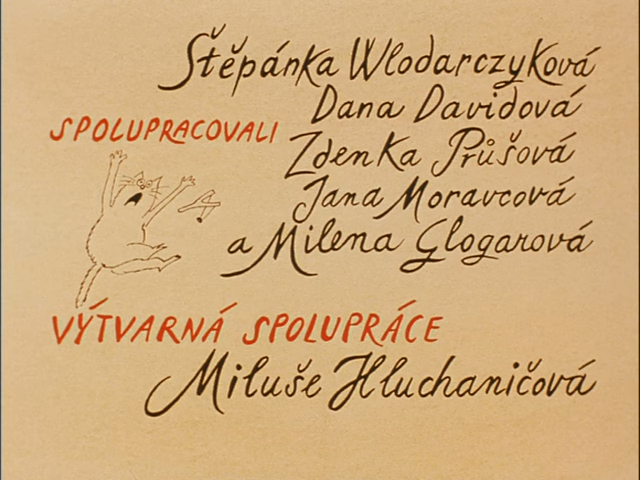 Štěpánka Wlodarczyková
Dana Davidová
SPOLUPRACOVALI
Zdenka Průšová
Jana Moravcová
a Milena Glogarová
VÝTVARNÁ SPOLUPRÁCE
Miluše Hluchaničová